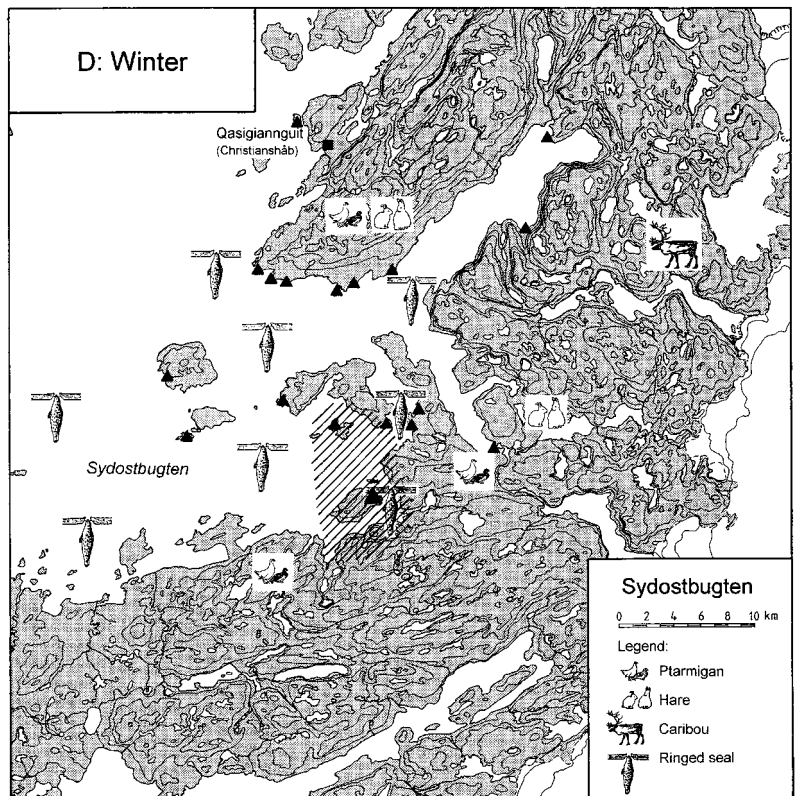 D: Winter
Qasigiannguit
(Christianshåb)
Sydostbugten
Sydostbugten
0 2 4 6 8 10 km
Legend:
Ptarmigan
Hare
Caribou
Ringed seal